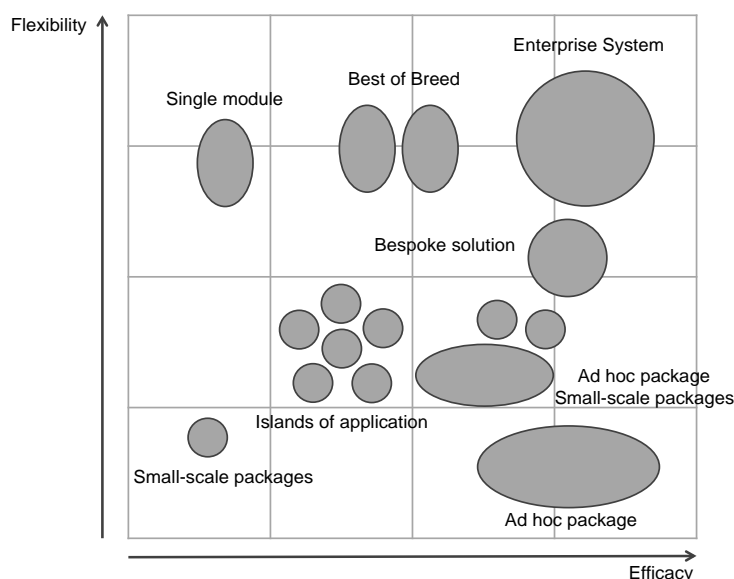 Flexibility
Enterprise System
Best of Breed
Single module
Bespoke solution
Ad hoc package
Small-scale packages
Islands of application
Small-scale packages
Ad hoc package
Efficacy